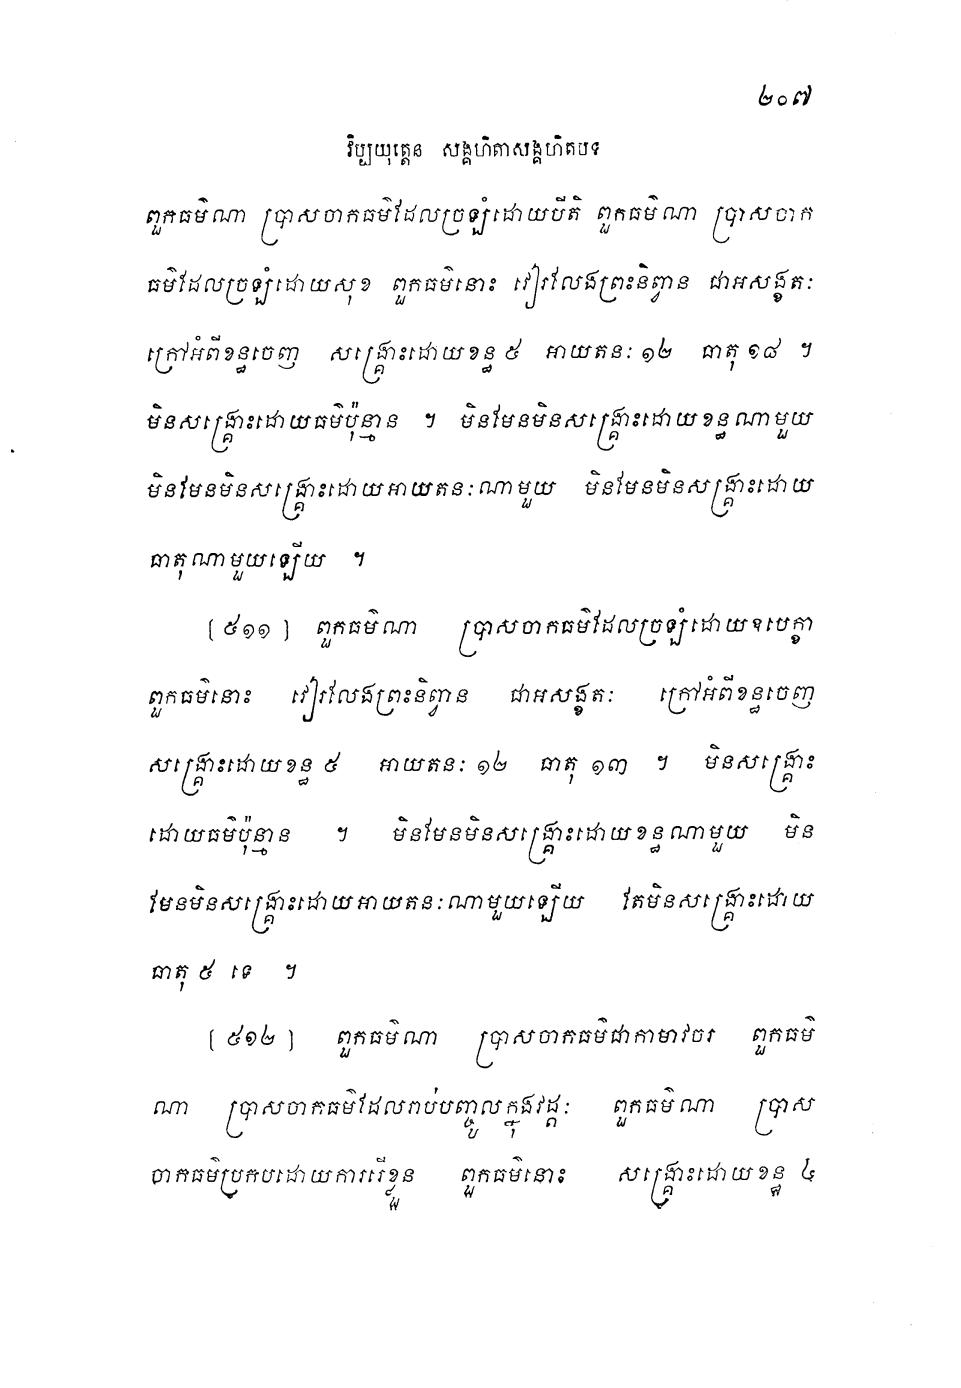 ២០៧
វិប្បយុត្តេន សង្គហិតាសង្គហិតបទ
ពួកធម៌ណា ប្រាសចាកធម៌ដែលច្រឡំដោយបីតិ ពួកធម៌ណា ប្រាសចាក
ធម៌ដែលច្រឡំដោយសុខ ពួកធម៌នោះ វៀរលែងព្រះនិព្វាន ជាអសង្ខតៈ
ក្រៅអំពីខន្ធចេញ សង្គ្រោះដោយខន្ធ ៥ អាយតនៈ ១២ ធាតុ ១៨ ។
មិនសង្គ្រោះដោយធម៌ប៉ុន្មាន ។ មិនមែនមិនសង្គ្រោះដោយខន្ធណាមួយ
មិនមែនមិនសង្គ្រោះដោយអាយតនៈណាមួយ មិនមែនមិនសង្គ្រោះដោយ
ធាតុណាមួយឡើយ ។
[ ៥១១ ] ពួកធម៌ណា ប្រាសចាកធម៌ដែលច្រឡំដោយឧបេក្ខា
ពួកធម៌នោះ វៀរលែងព្រះនិព្វាន ជាអសង្ខតៈ ក្រៅអំពីខន្ធចេញ
សង្គ្រោះដោយខន្ធ ៥ អាយតនៈ ១២ ធាតុ ១៣ ។ មិនសង្គ្រោះ
ដោយធម៌ប៉ុន្មាន ។ មិនមែនមិនសង្គ្រោះដោយខន្ធណាមួយ មិន
មែនមិនសង្គ្រោះដោយអាយតនៈណាមួយឡើយ តែមិនសង្គ្រោះដោយ
ធាតុ ៥ ទេ ។
[ ៥១២ ] ពួកធម៌ណា ប្រាសចាកធម៌ជាកាមាវចរ ពួកធម៌
ណា ប្រាសចាកធម៌ដែលរាប់បញ្ចូលក្នុងវដ្តៈ ពួកធម៌ណា ប្រាស
ចាកធម៌ប្រកបដោយការរើខ្លួន ពួកធម៌នោះ សង្គ្រោះដោយខន្ធ ៤